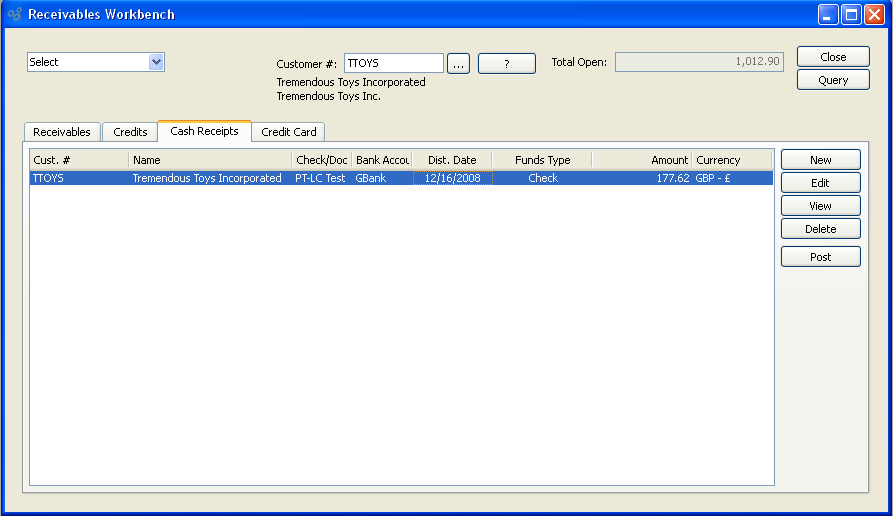 Receivables Workbench
Select
Customer #: TTOYS ... ? Total Open: 1,012.90 Close
Tremendous Toys Incorporated
Tremendous Toys Inc.
Query
Receivables Credits Cash Receipts Credit Card
Cust. # Name Check/Doc Bank Accou Dist. Date Funds Type Amount Currency
TTOYS Tremendous Toys Incorporated PT-LC Test GBank 12/16/2008 Check 177.62 GBP - £
New
Edit
View
Delete
Post